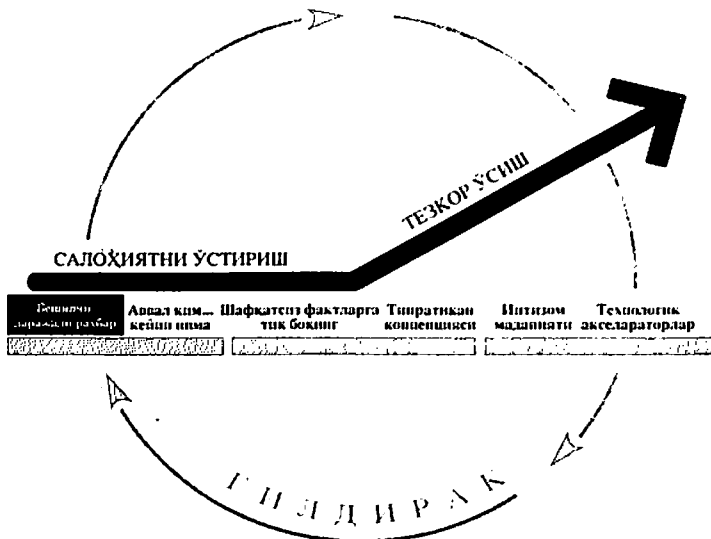 ТЕЗКОР ЎСИШ
САЛОҲИЯТНИ ЎСТИРИШ
Бешинчи даражали раҳбар
Аввал ким... кейин нима
Шафқатсиз фактларга тик боқинг
Типратикан концепцияси
Интизом маданияти
Технологик акселараторлар
ҒИЛДИРАК